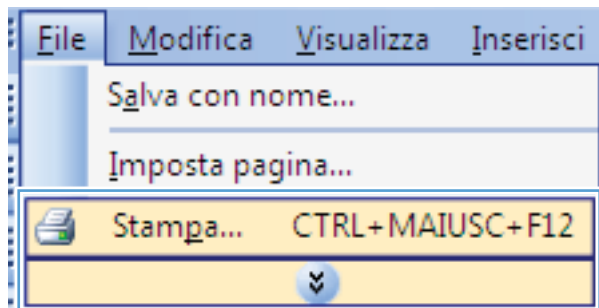 File Modifica Visualizza Inserisci
Salva con nome...
Imposta pagina...
Stampa... CTRL+MAIUSC+F12